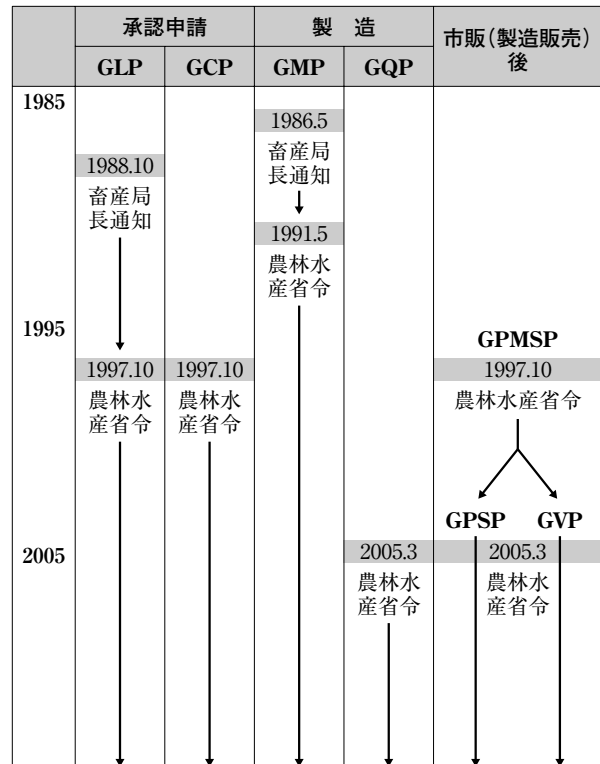 承認申請
製　造
市販（製造販売）
後
GLP
GCP
GMP
GQP
1985
1986.5
畜産局
長通知
1988.10
畜産局
長通知
1991.5
農林水
産省令
1995
GPMSP
1997.10
農林水
産省令
1997.10
農林水
産省令
1997.10
農林水産省令
GPSP
GVP
2005
2005.3
農林水
産省令
2005.3
農林水
産省令